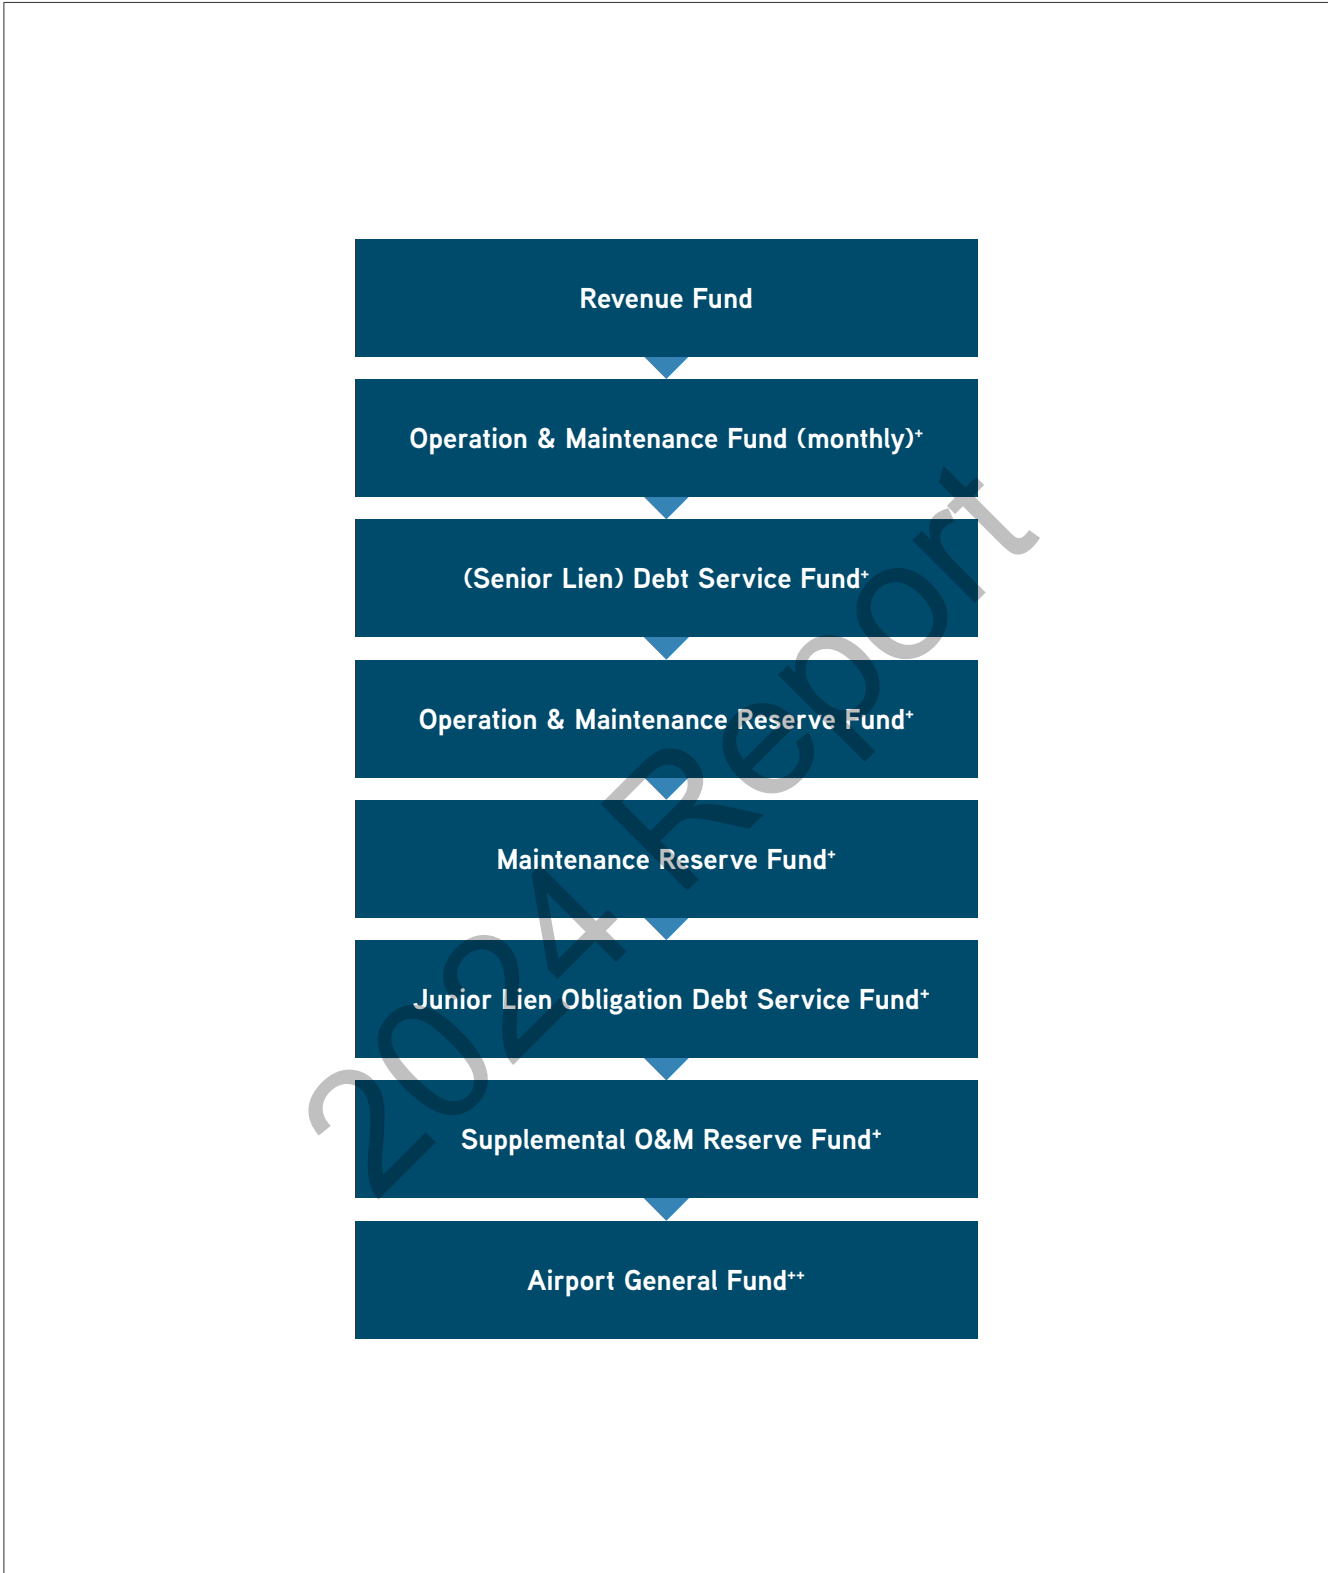 Revenue Fund
Operation & Maintenance Fund (monthly)+
(Senior Lien) Debt Service Fund+
Operation & Maintenance Reserve Fund+
Maintenance Reserve Fund+
Junior Lien Obligation Debt Service Fund+
Supplemental O&M Reserve Fund+
Airport General Fund++
2024 Report